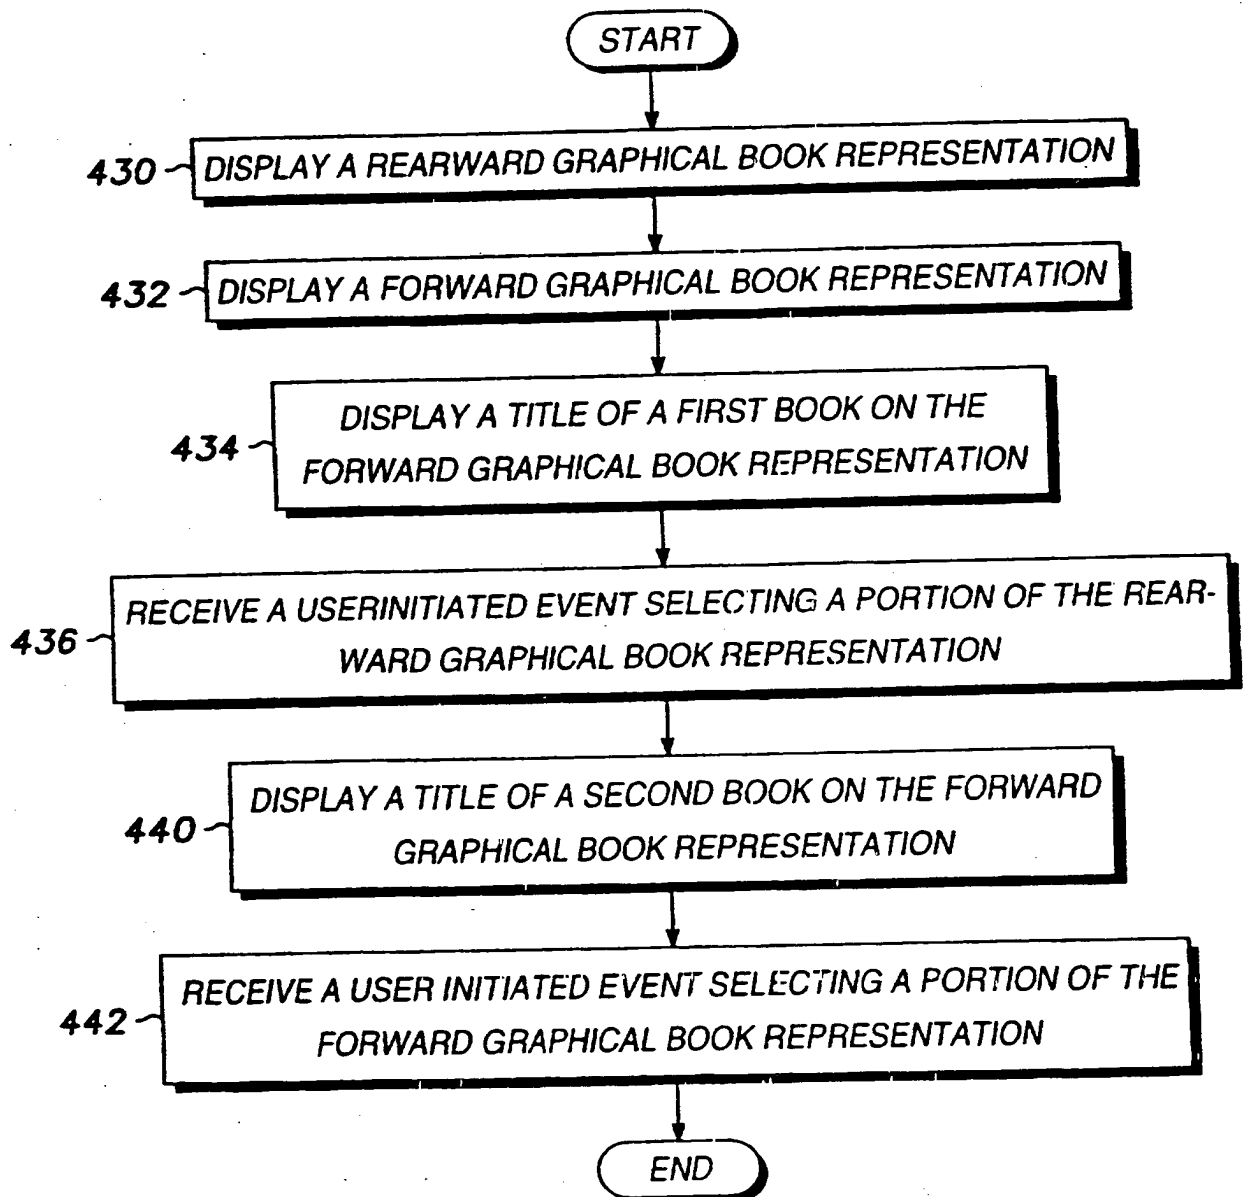 START
430 DISPLAY A REARWARD GRAPHICAL BOOK REPRESENTATION
432 DISPLAY A FORWARD GRAPHICAL BOOK REPRESENTATION
DISPLAY A TITLE OF A FIRST BOOK ON THE
434
FORWARD GRAPHICAL BOOK REPRESENTATION
RECEIVE A USERINITIATED EVENT SELECTING A PORTION OF THE REAR-
436
WARD GRAPHICAL BOOK REPRESENTATION
DISPLAY A TITLE OF A SECOND BOOK ON THE FORWARD
440
GRAPHICAL BOOK REPRESENTATION
RECEIVE A USER INITIATED EVENT SELECTING A PORTION OF THE
442
FORWARD GRAPHICAL BOOK REPRESENTATION
END